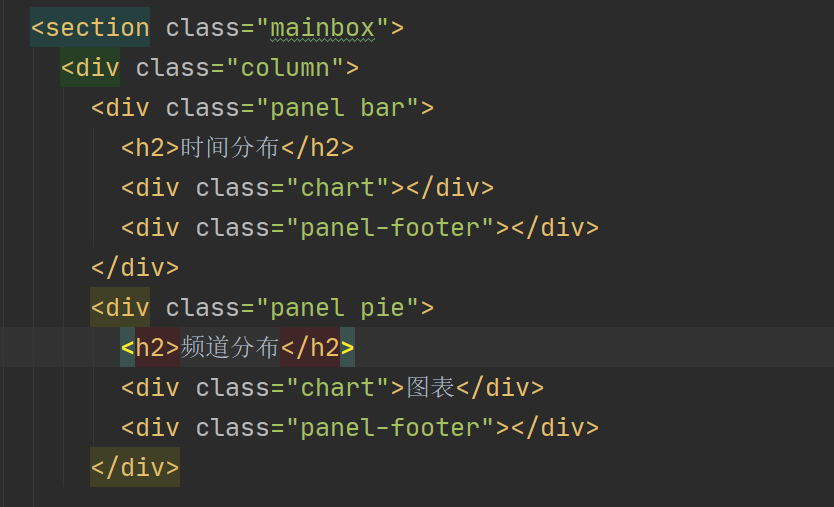 <section class="mainbox">
<div class="column">
<div class="panel bar">
<h2>时间分布</h2>
<div class="chart"></div>
<div class="panel-footer"></div>
</div>
<div class="panel pie">
<h2>频道分布</h2>
<div class="chart">图表</div>
<div class="panel-footer"></div>
</div>